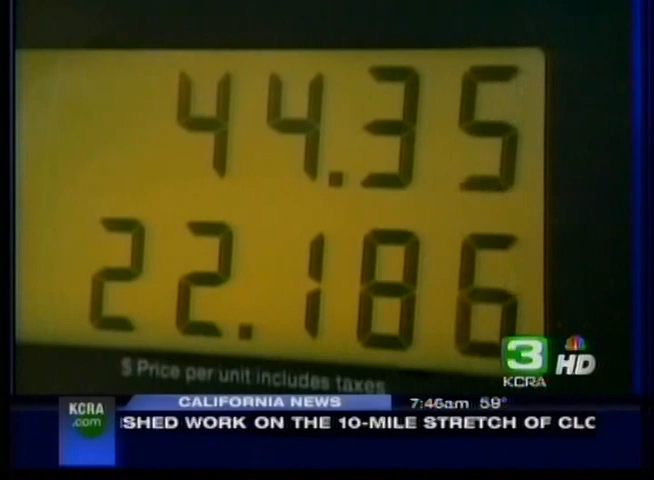 44.35
22.186
$ Price per unit includes taxes
3 HD
KCRA
KCRA
.com
CALIFORNIA NEWS
7:46am 59°
SHED WORK ON THE 10-MILE STRETCH OF CLO